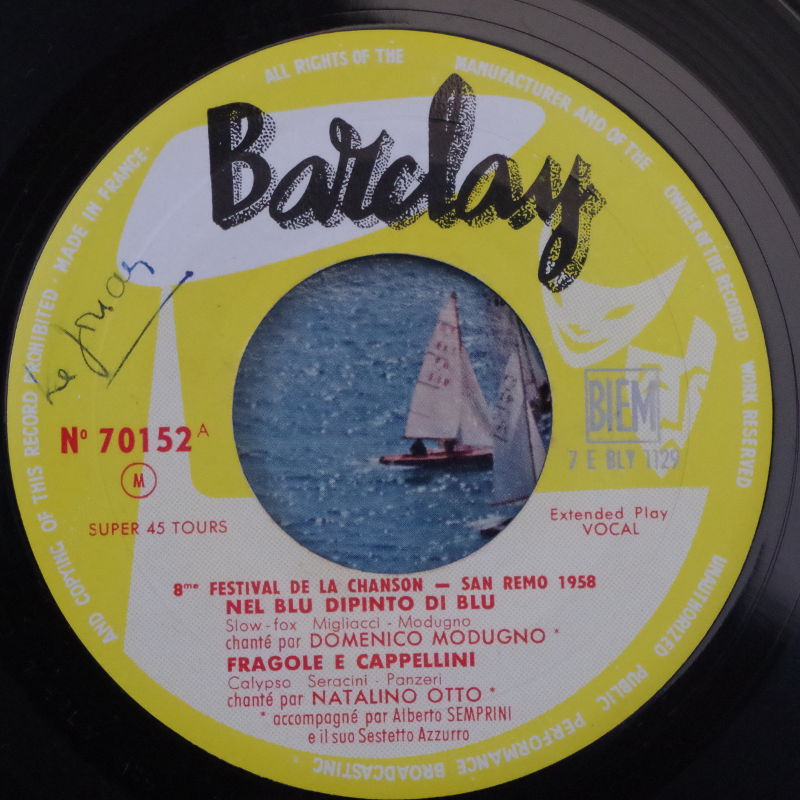 Barclay
ALL RIGHTS OF THE MANUFACTURER AND OF THE OWNER OF THE RECORDED WORK RESERVED
UNAUTHORIZED PUBLIC PERFORMANCE BROADCASTING
AND COPYING OF THIS RECORD PROHIBITED · MADE IN FRANCE ·
Nº 70152 A
M
SUPER 45 TOURS
BIEM
7 E BLY 1129
Extended Play
VOCAL
8me FESTIVAL DE LA CHANSON — SAN REMO 1958
NEL BLU DIPINTO DI BLU
Slow-fox Migliacci - Modugno
chanté par DOMENICO MODUGNO *
FRAGOLE E CAPPELLINI
Calypso Seracini - Panzeri
chanté par NATALINO OTTO *
* accompagné par Alberto SEMPRINI
e il suo Sestetto Azzurro